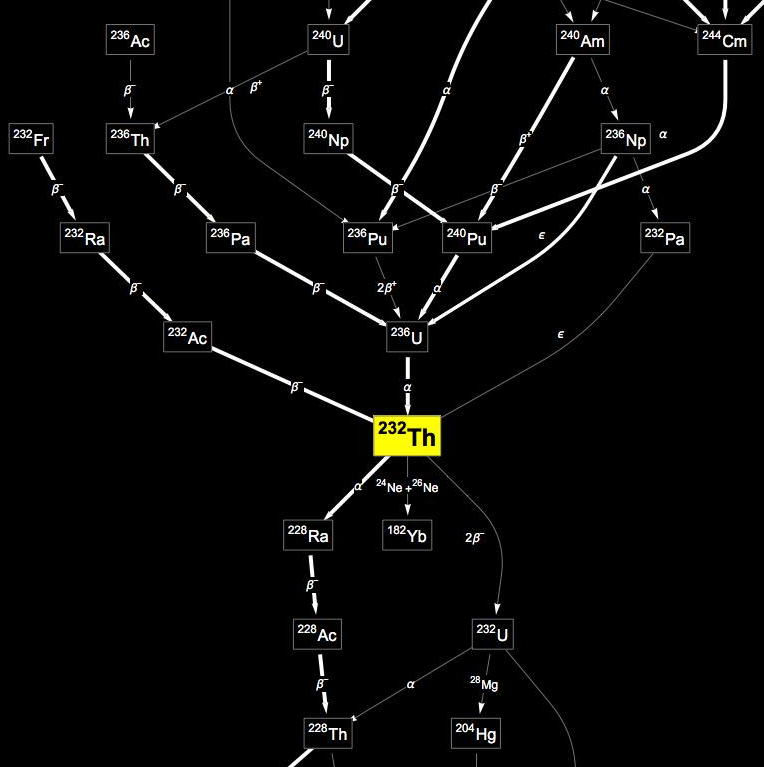 ²³⁶Ac
²⁴⁰U
²⁴⁰Am
²⁴⁴Cm
β⁻
α
β⁺
β⁻
α
α
²³²Fr
²³⁶Th
²⁴⁰Np
β⁺
²³⁶Np
α
β⁻
β⁻
β⁻
β⁻
α
²³²Ra
²³⁶Pa
²³⁶Pu
²⁴⁰Pu
²³²Pa
ϵ
β⁻
β⁻
2β⁺
α
²³²Ac
²³⁶U
ϵ
β⁻
α
²³²Th
α
²⁴Ne + ²⁶Ne
²²⁸Ra
¹⁸²Yb
2β⁻
β⁻
²²⁸Ac
²³²U
β⁻
α
²⁸Mg
²²⁸Th
²⁰⁴Hg